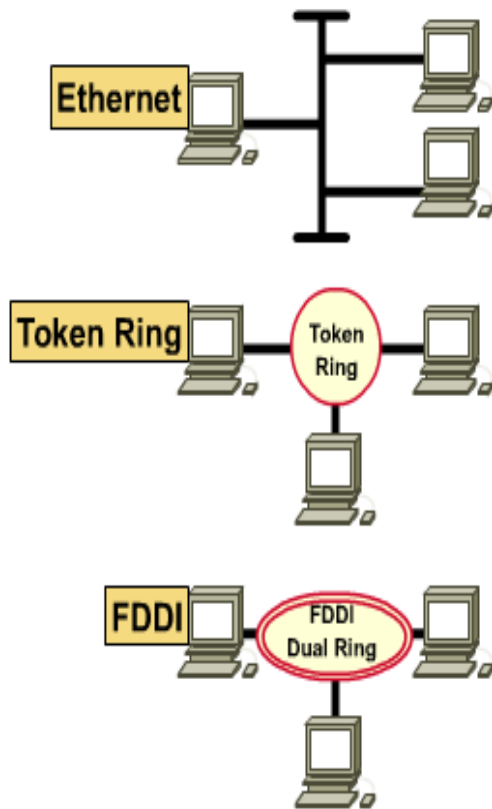 Ethernet
Token Ring
Token
Ring
FDDI
FDDI
Dual Ring